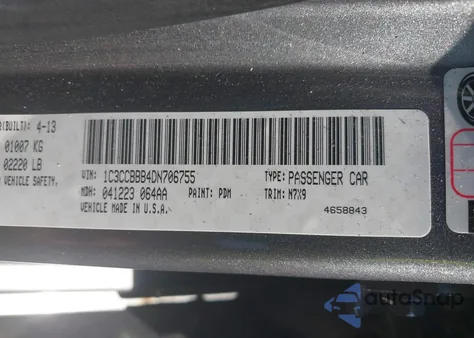 R(BUILT): 4-13
01007 KG
02220 LB
VEHICLE SAFETY.
VIN: 1C3CCBBB4DN706755 TYPE: PASSENGER CAR
MDH: 041223 064AA PAINT: PDM TRIM: N7X9
VEHICLE MADE IN U.S.A. 4658843
autoSnap